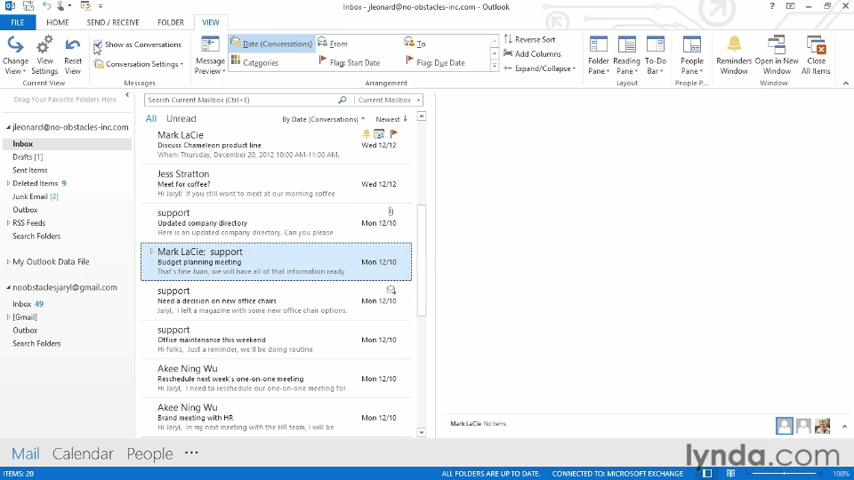 Inbox - jleonard@no-obstacles-inc.com - Outlook
FILE HOME SEND / RECEIVE FOLDER VIEW
Change View
View Settings
Reset View
Current View
Show as Conversations
Conversation Settings
Messages
Message Preview
Date (Conversations) From To
Categories Flag: Start Date Flag: Due Date
Reverse Sort
Add Columns
Expand/Collapse
Arrangement
Folder Pane
Reading Pane
To-Do Bar
Layout
People Pane
People P...
Reminders Window
Open in New Window
Close All Items
Window
Drag Your Favorite Folders Here
jleonard@no-obstacles-inc.com
Inbox
Drafts [1]
Sent Items
Deleted Items 9
Junk Email [2]
Outbox
RSS Feeds
Search Folders
My Outlook Data File
noobstaclesjaryl@gmail.com
Inbox 49
[Gmail]
Outbox
Search Folders
Search Current Mailbox (Ctrl+E) Current Mailbox
All Unread By Date (Conversations) Newest
Mark LaCie
Discuss Chameleon product line Wed 12/12
When: Thursday, December 20, 2012 10:00 AM-11:00 AM.
Jess Stratton
Meet for coffee? Wed 12/12
Hi Jaryl! If you still want to meet at our morning coffee
support
Updated company directory Mon 12/10
Here is an updated company directory. Can you please
Mark LaCie; support
Budget planning meeting Mon 12/10
That's fine Juan, we will have all of that information ready
support
Need a decision on new office chairs Mon 12/10
Jaryl, I left a magazine with some new office chair options.
support
Office maintenance this weekend Mon 12/10
Hi folks, Just a reminder, we'll be doing routine
Akee Ning Wu
Reschedule next week's one-on-one meeting Mon 12/10
Hi Jaryl, I need to reschedule our one-on-one meeting for
Akee Ning Wu
Brand meeting with HR Mon 12/10
Hi Jaryl, in my next meeting with the HR team, I will be
Mark LaCie No Items
Mail Calendar People •••
lynda.com
ITEMS: 20 ALL FOLDERS ARE UP TO DATE. CONNECTED TO: MICROSOFT EXCHANGE 100%